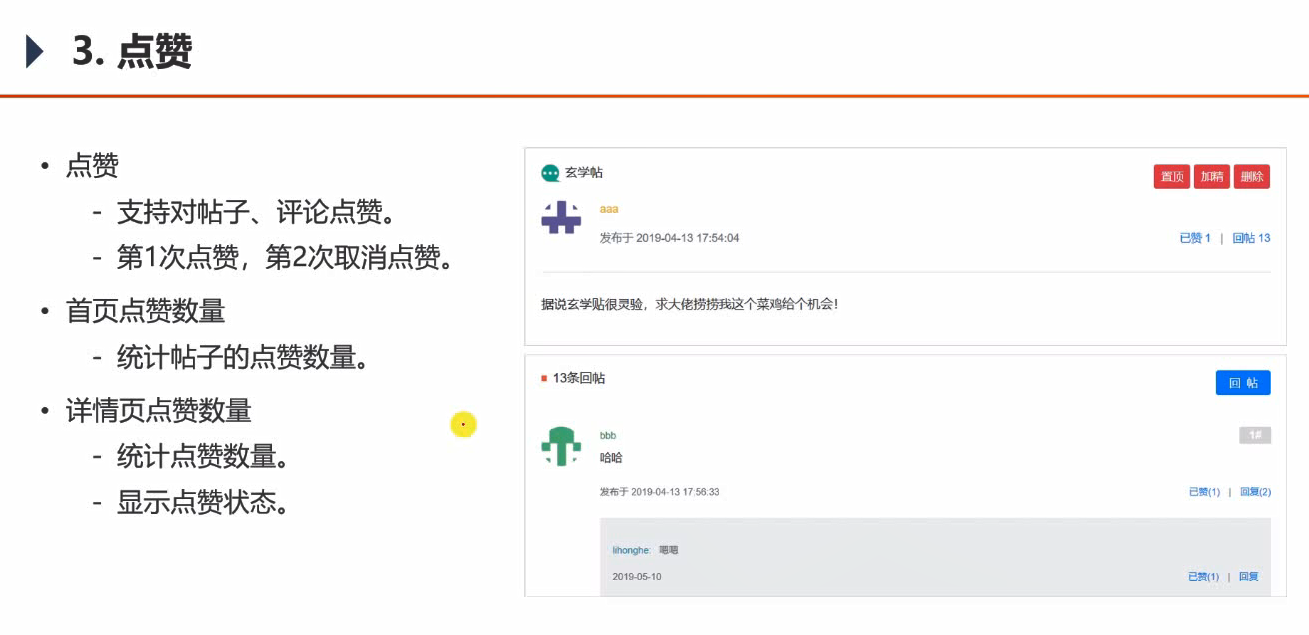 3. 点赞
• 点赞
- 支持对帖子、评论点赞。
- 第1次点赞，第2次取消点赞。
• 首页点赞数量
- 统计帖子的点赞数量。
• 详情页点赞数量
- 统计点赞数量。
- 显示点赞状态。
玄学帖
置顶 加精 删除
aaa
发布于 2019-04-13 17:54:04
已赞 1 | 回帖 13
据说玄学贴很灵验，求大佬捞捞我这个菜鸡给个机会！
13条回帖
回 帖
bbb
1#
哈哈
发布于 2019-04-13 17:56:33
已赞(1) | 回复(2)
lihonghe: 嗯嗯
2019-05-10
已赞(1) | 回复